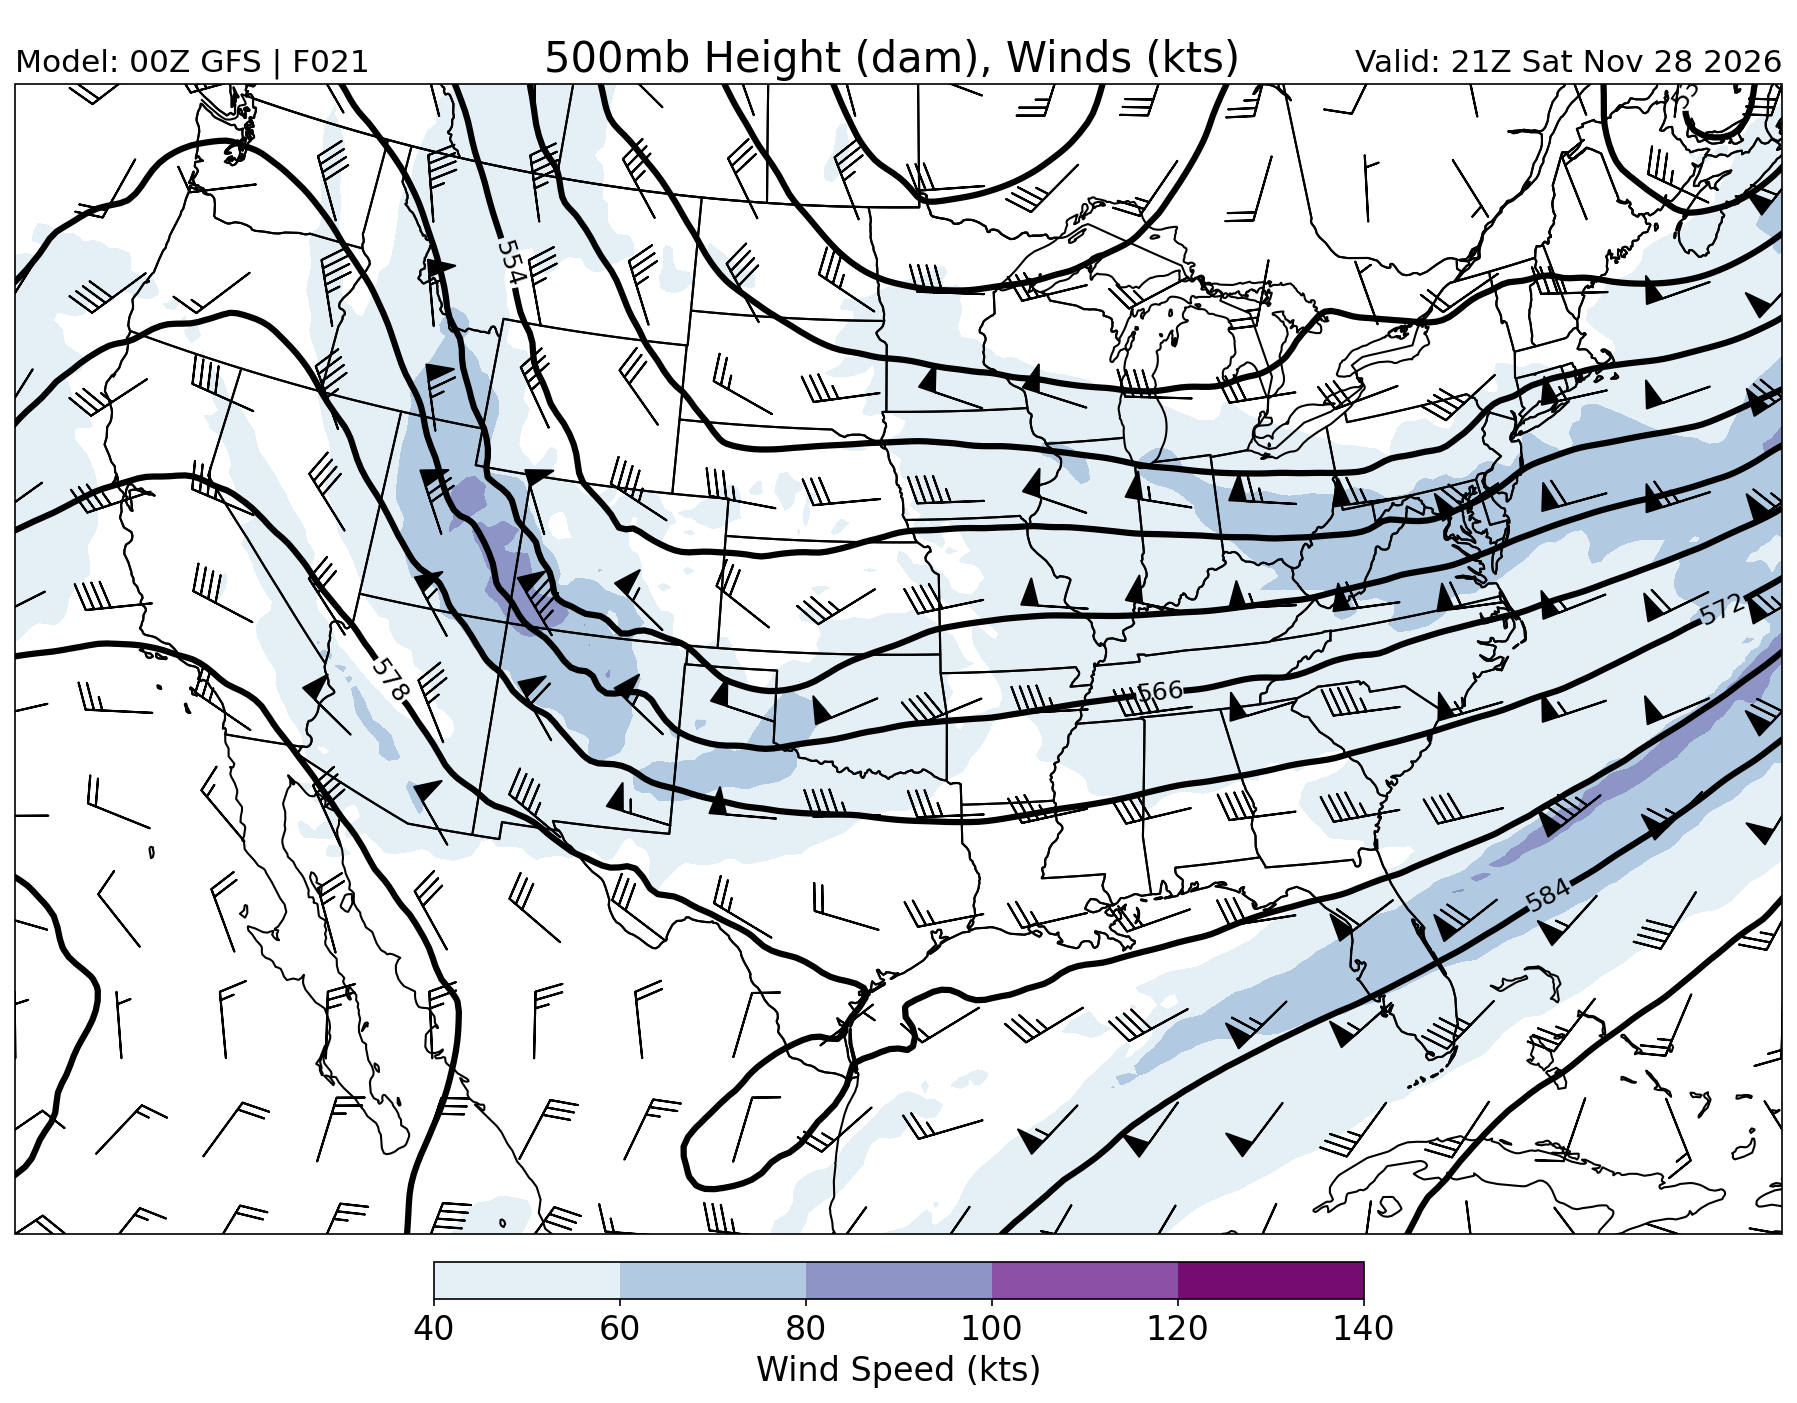 Model: 00Z GFS | F021
500mb Height (dam), Winds (kts)
Valid: 21Z Sat Nov 28 2026
554
578
566
572
584
40 60 80 100 120 140
Wind Speed (kts)